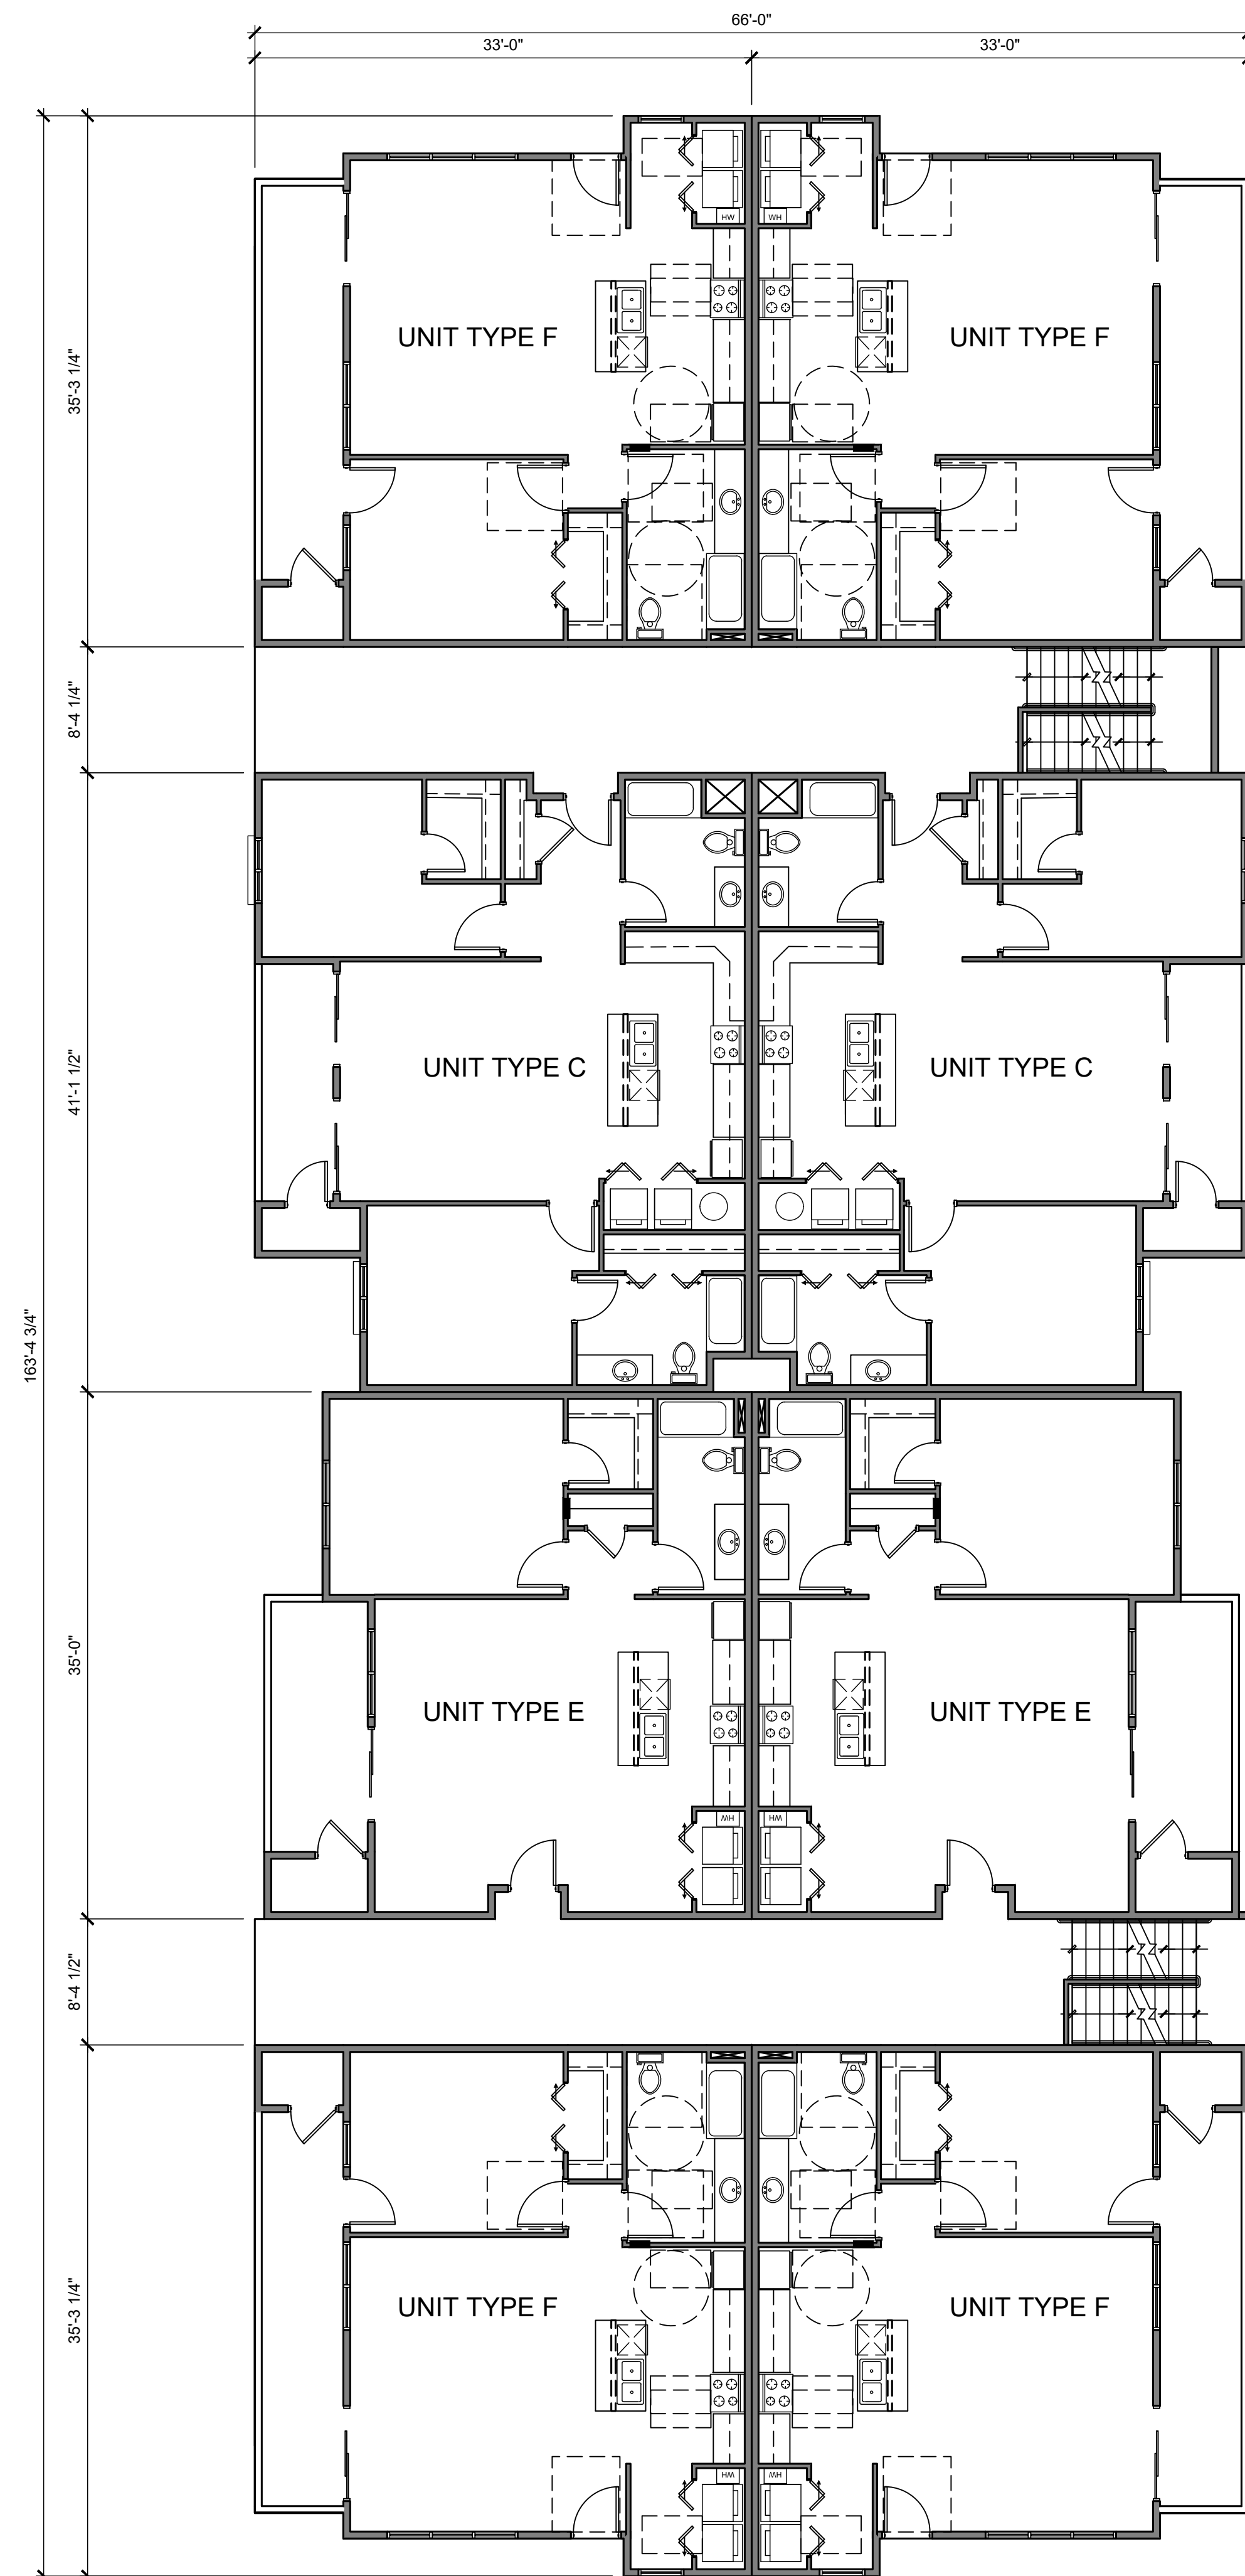 66'-0"
33'-0" 33'-0"
HW WH
UNIT TYPE F UNIT TYPE F
35'-3 1/4"
8'-4 1/4"
UNIT TYPE C UNIT TYPE C
41'-1 1/2"
163'-4 3/4"
35'-0"
UNIT TYPE E UNIT TYPE E
HW WH
8'-4 1/2"
UNIT TYPE F UNIT TYPE F
35'-3 1/4"
HW WH